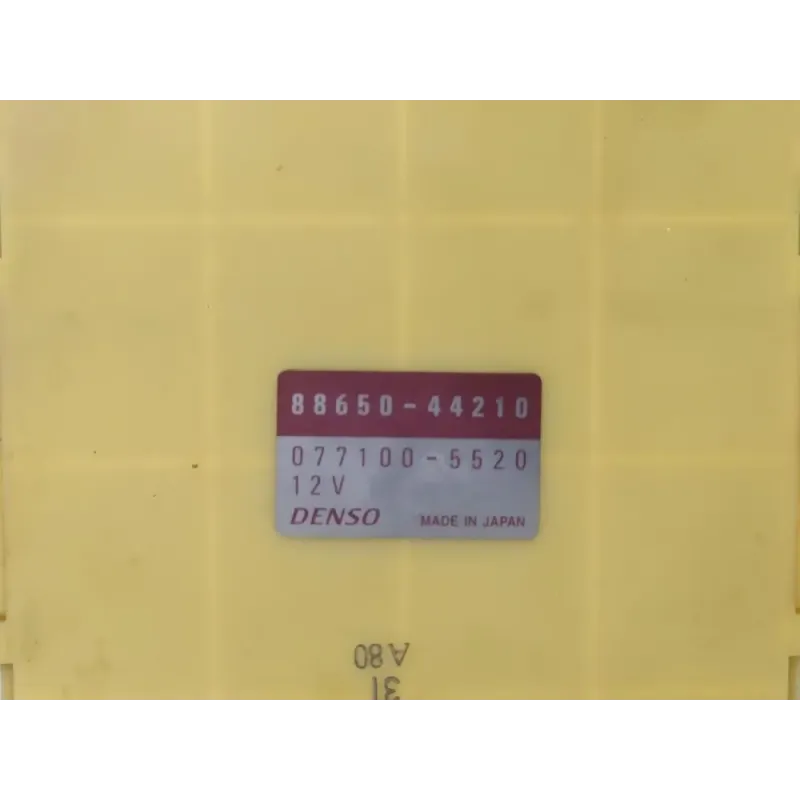 88650-44210
077100-5520
12V
DENSO MADE IN JAPAN
A80
31